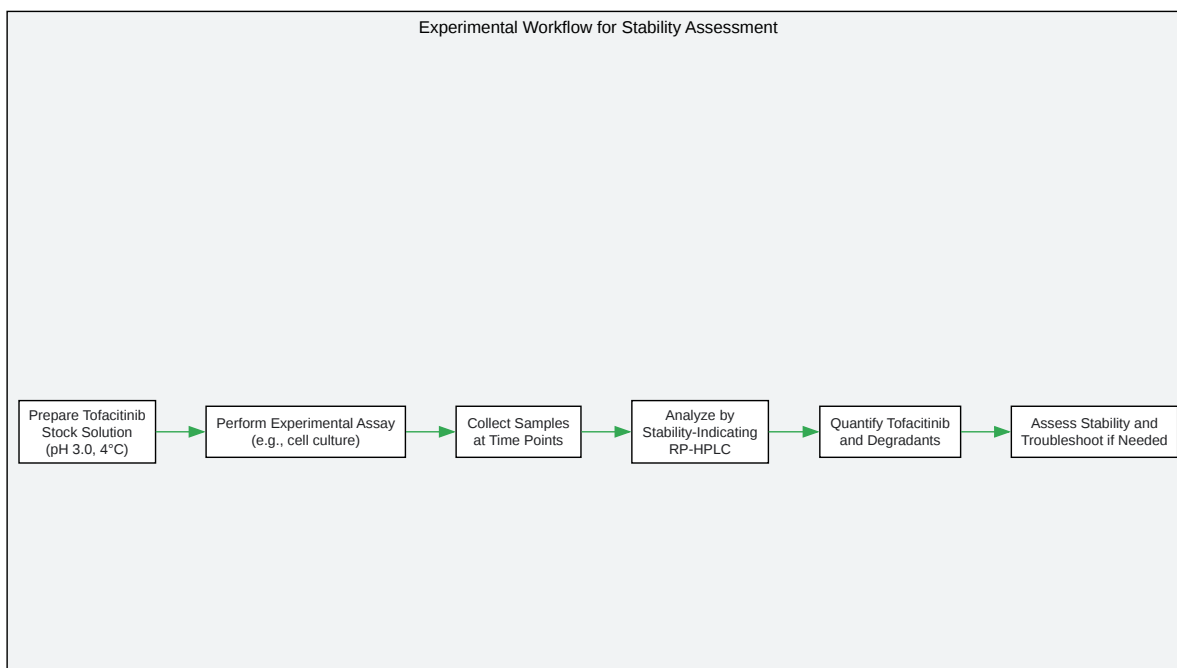 Experimental Workflow for Stability Assessment
Prepare Tofacitinib
Stock Solution
(pH 3.0, 4°C)
Perform Experimental Assay
(e.g., cell culture)
Collect Samples
at Time Points
Analyze by
Stability-Indicating
RP-HPLC
Quantify Tofacitinib
and Degradants
Assess Stability and
Troubleshoot if Needed